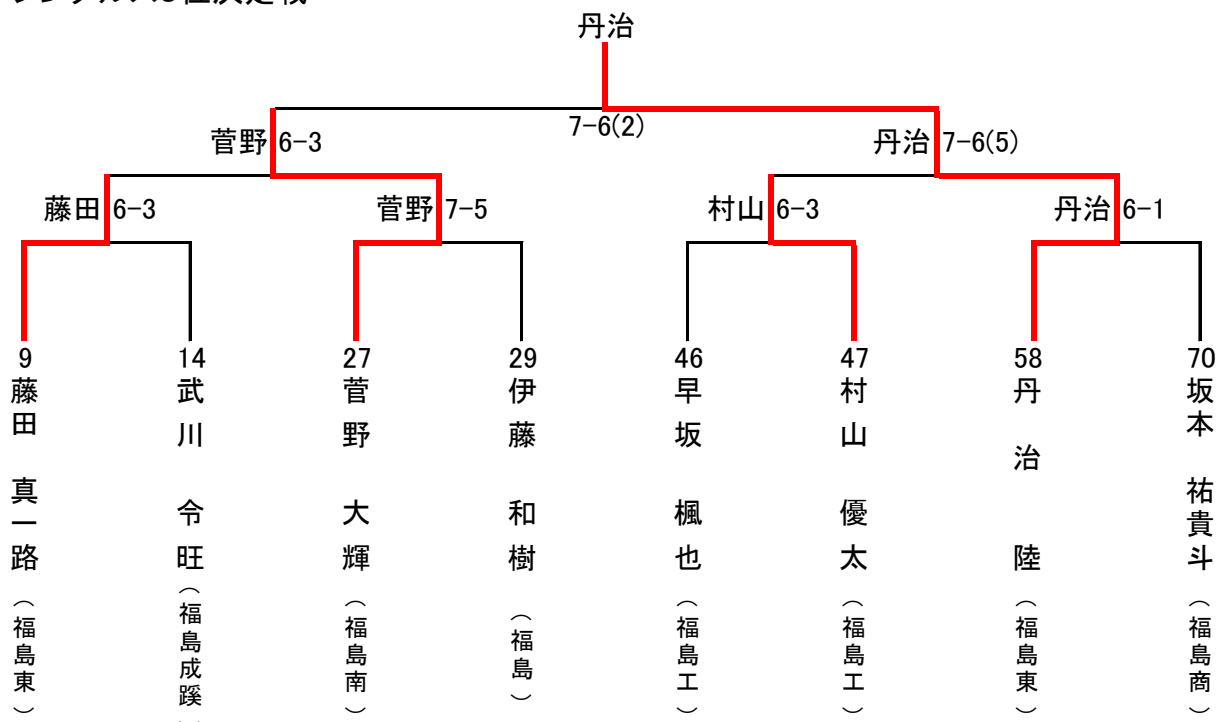 丹治
7-6(2)
菅野 6-3
丹治 7-6(5)
藤田 6-3
菅野 7-5
村山 6-3
丹治 6-1
9
藤田 真一路(福島東)
14
武川 令旺(福島成蹊
27
菅野 大輝(福島南)
29
伊藤 和樹(福島)
46
早坂 楓也(福島工)
47
村山 優太(福島工)
58
丹治 陸(福島東)
70
坂本 祐貴斗(福島商)